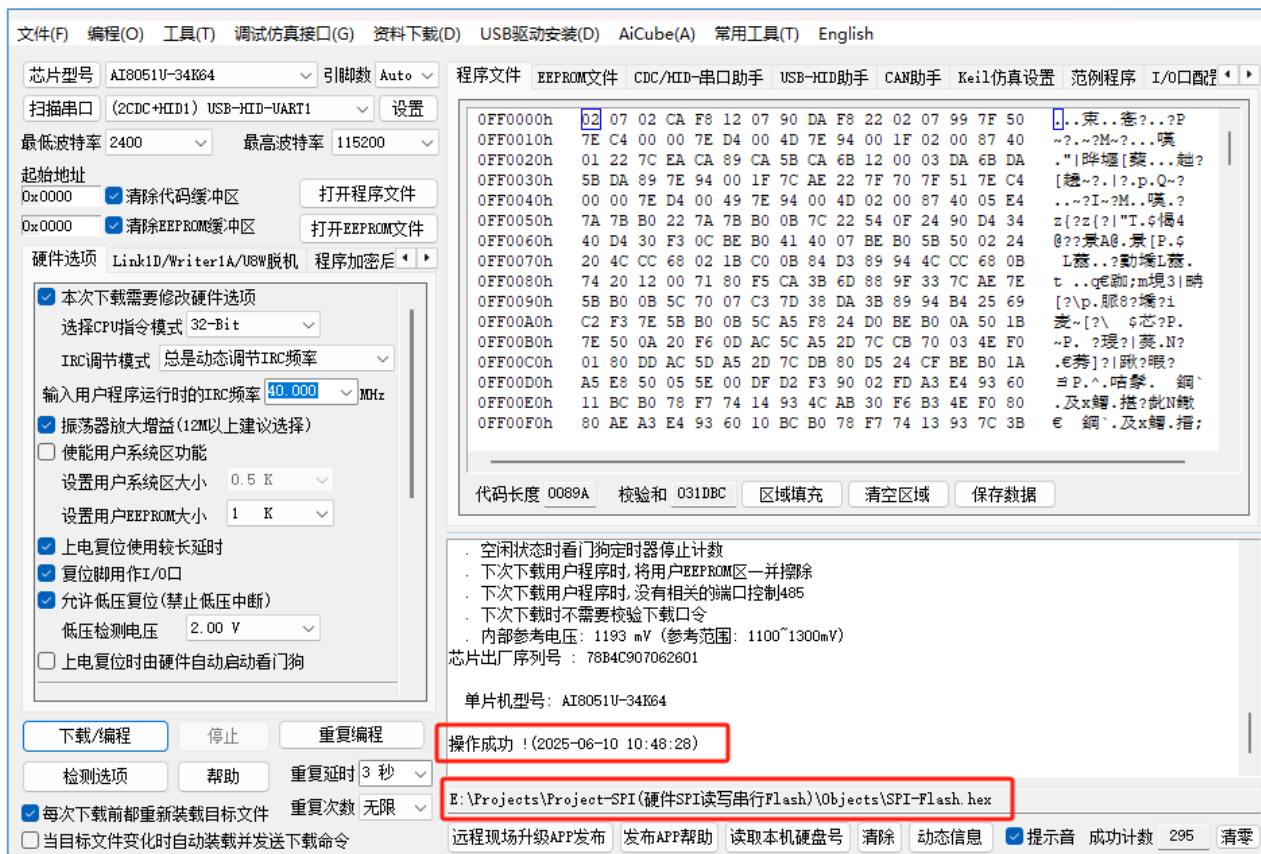 文件(F) 编程(O) 工具(T) 调试仿真接口(G) 资料下载(D) USB驱动安装(D) AiCube(A) 常用工具(T) English
芯片型号 AI8051U-34K64 引脚数 Auto
扫描串口 (2CDC+HID1) USB-HID-UART1 设置
最低波特率 2400 最高波特率 115200
起始地址
0x0000 清除代码缓冲区 打开程序文件
0x0000 清除EEPROM缓冲区 打开EEPROM文件
硬件选项 Link1D/Writer1A/U8W脱机 程序加密后
本次下载需要修改硬件选项
选择CPU指令模式 32-Bit
IRC调节模式 总是动态调节IRC频率
输入用户程序运行时的IRC频率 40.000 MHz
振荡器放大增益(12M以上建议选择)
使能用户系统区功能
设置用户系统区大小 0.5 K
设置用户EEPROM大小 1 K
上电复位使用较长延时
复位脚用作I/O口
允许低压复位(禁止低压中断)
低压检测电压 2.00 V
上电复位时由硬件自动启动看门狗
下载/编程 停止 重复编程
检测选项 帮助 重复延时 3 秒
每次下载前都重新装载目标文件 重复次数 无限
当目标文件变化时自动装载并发送下载命令
程序文件 EEPROM文件 CDC/HID-串口助手 USB-HID助手 CAN助手 Keil仿真设置 范例程序 I/O口配置
0FF0000h 02 07 02 CA F8 12 07 90 DA F8 22 02 07 99 7F 50
0FF0010h 7E C4 00 00 7E D4 00 4D 7E 94 00 1F 02 00 87 40
0FF0020h 01 22 7C EA CA 89 CA 5B CA 6B 12 00 03 DA 6B DA
0FF0030h 5B DA 89 7E 94 00 1F 7C AE 22 7F 70 7F 51 7E C4
0FF0040h 00 00 7E D4 00 49 7E 94 00 4D 02 00 87 40 05 E4
0FF0050h 7A 7B B0 22 7A 7B B0 0B 7C 22 54 0F 24 90 D4 34
0FF0060h 40 D4 30 F3 0C BE B0 41 40 07 BE B0 5B 50 02 24
0FF0070h 20 4C CC 68 02 1B C0 0B 84 D3 89 94 4C CC 68 0B
0FF0080h 74 20 12 00 71 80 F5 CA 3B 6D 88 9F 33 7C AE 7E
0FF0090h 5B B0 0B 5C 70 07 C3 7D 38 DA 3B 89 94 B4 25 69
0FF00A0h C2 F3 7E 5B B0 0B 5C A5 F8 24 D0 BE B0 0A 50 1B
0FF00B0h 7E 50 0A 20 F6 0D AC 5C A5 2D 7C CB 70 03 4E F0
0FF00C0h 01 80 DD AC 5D A5 2D 7C DB 80 D5 24 CF BE B0 1A
0FF00D0h A5 E8 50 05 5E 00 DF D2 F3 90 02 FD A3 E4 93 60
0FF00E0h 11 BC B0 78 F7 74 14 93 4C AB 30 F6 B3 4E F0 80
0FF00F0h 80 AE A3 E4 93 60 10 BC B0 78 F7 74 13 93 7C 3B
代码长度 0089A 校验和 031DBC 区域填充 清空区域 保存数据
. 空闲状态时看门狗定时器停止计数
. 下次下载用户程序时,将用户EEPROM区一并擦除
. 下次下载用户程序时,没有相关的端口控制485
. 下次下载时不需要校验下载口令
. 内部参考电压: 1193 mV (参考范围: 1100~1300mV)
芯片出厂序列号 : 78B4C907062601
单片机型号: AI8051U-34K64
操作成功 !(2025-06-10 10:48:28)
E:\Projects\Project-SPI(硬件SPI读写串行Flash)\Objects\SPI-Flash.hex
远程现场升级APP发布 发布APP帮助 读取本机硬盘号 清除 动态信息 提示音 成功计数 295 清零